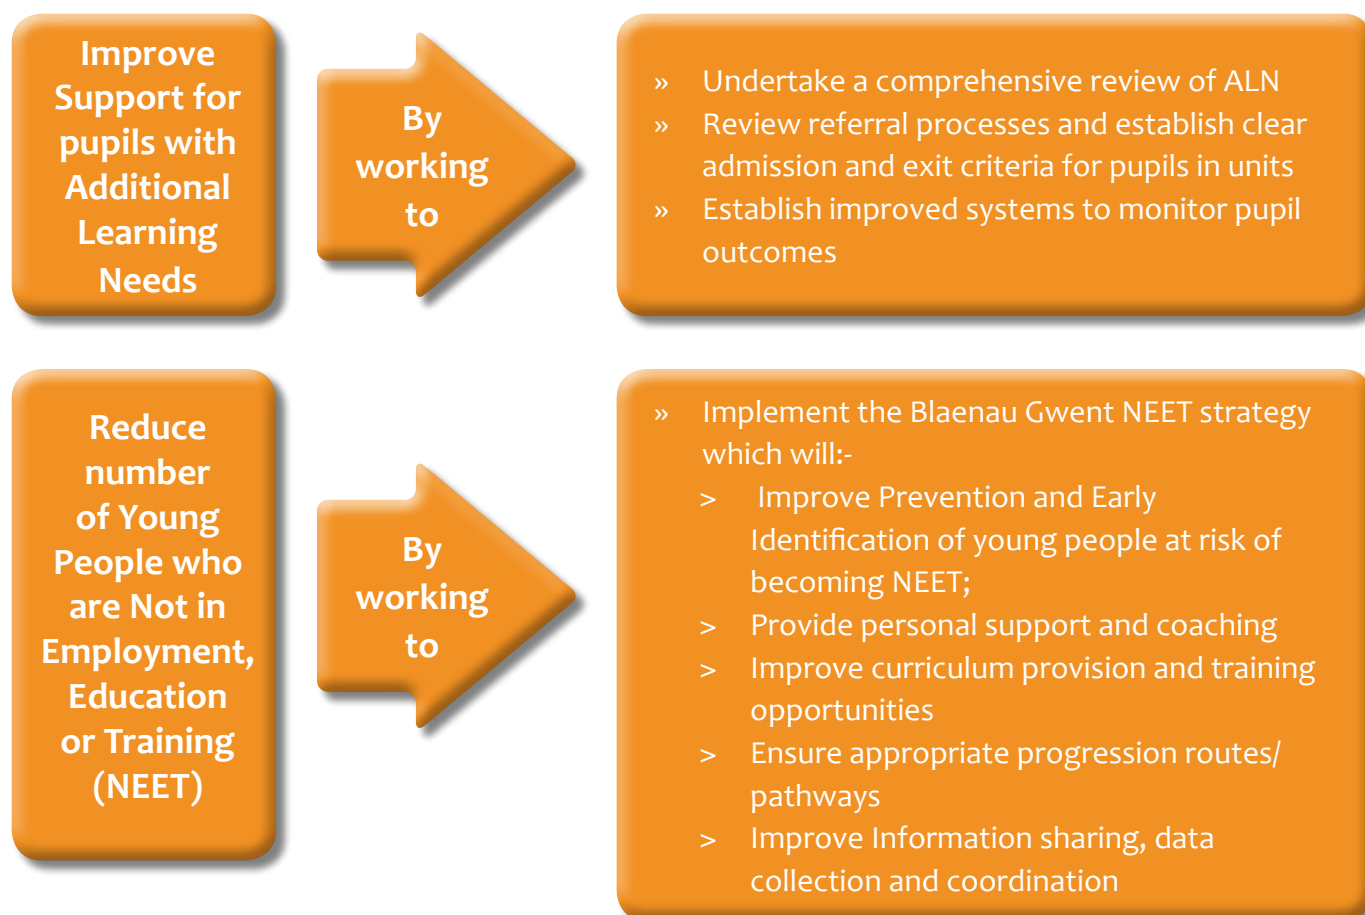 Improve
Support for
pupils with
Additional
Learning
Needs
By
working
to
» Undertake a comprehensive review of ALN
» Review referral processes and establish clear
admission and exit criteria for pupils in units
» Establish improved systems to monitor pupil
outcomes
Reduce
number
of Young
People who
are Not in
Employment,
Education
or Training
(NEET)
By
working
to
» Implement the Blaenau Gwent NEET strategy
which will:-
> Improve Prevention and Early
Identification of young people at risk of
becoming NEET;
> Provide personal support and coaching
> Improve curriculum provision and training
opportunities
> Ensure appropriate progression routes/
pathways
> Improve Information sharing, data
collection and coordination